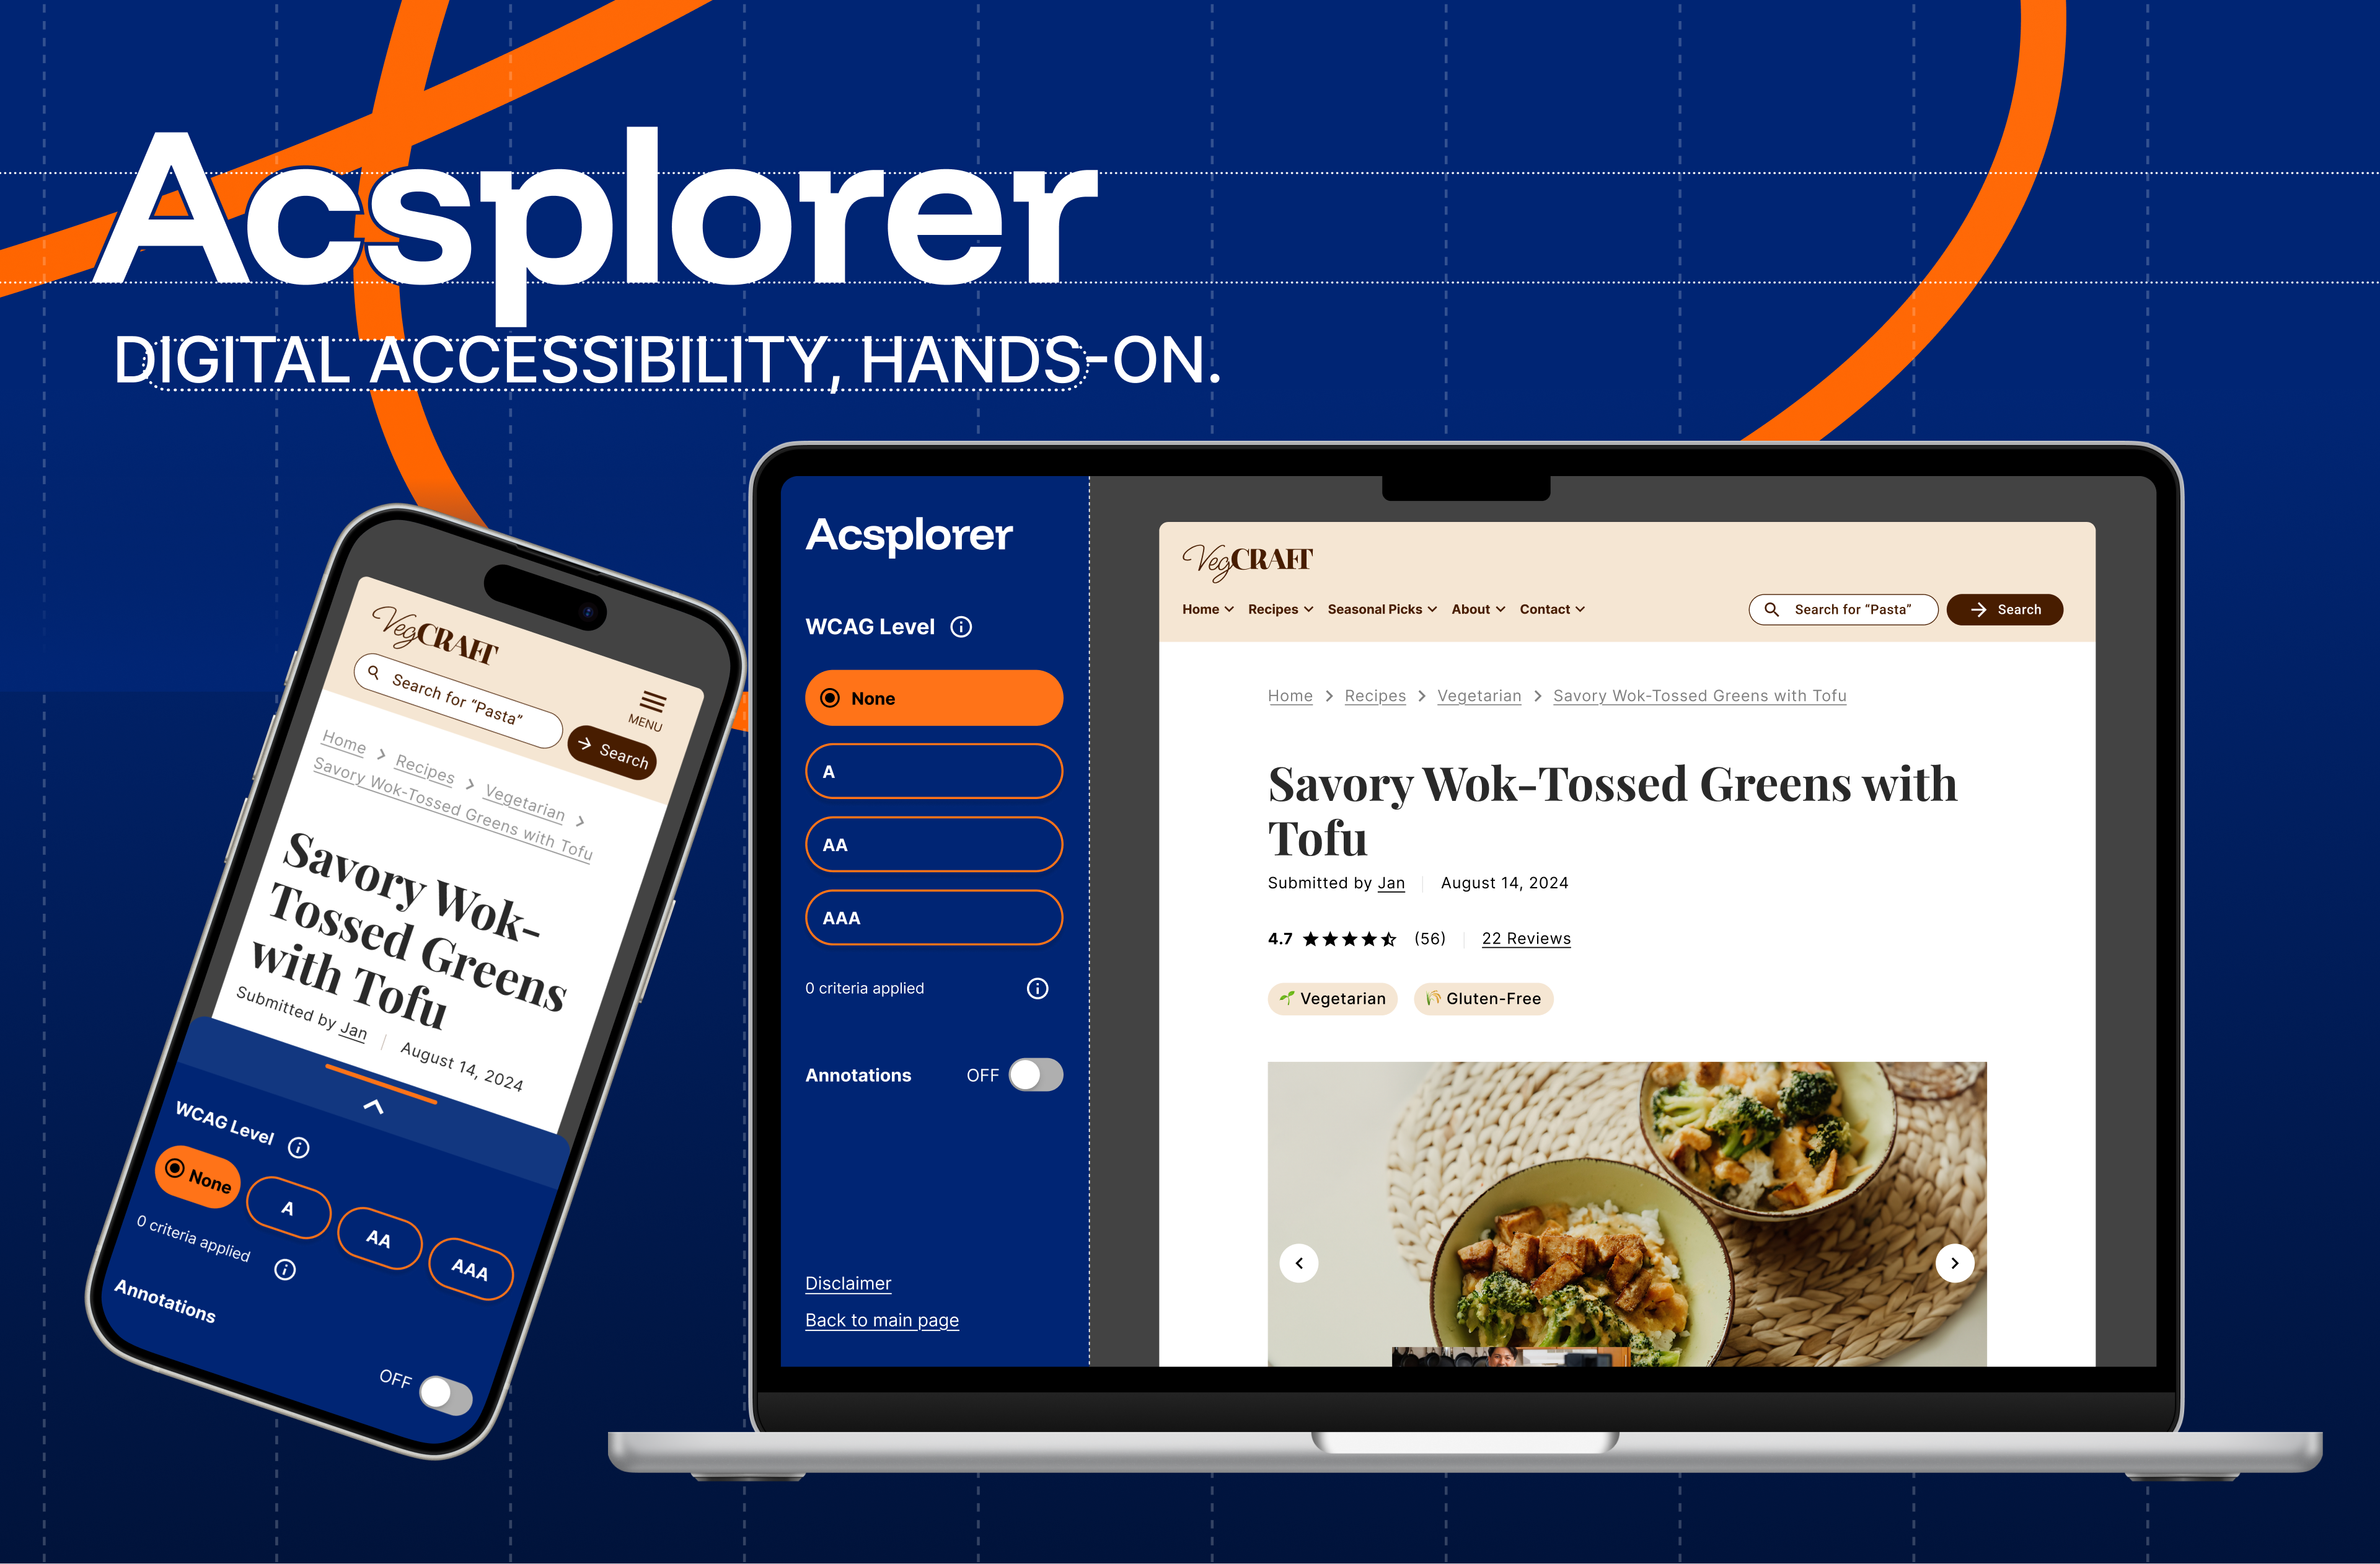 Acsplorer
DIGITAL ACCESSIBILITY, HANDS-ON.
VegCRAFT
Search for “Pasta”
Search
MENU
Home > Recipes > Vegetarian >
Savory Wok-Tossed Greens with Tofu
Savory Wok-
Tossed Greens
with Tofu
Submitted by Jan | August 14, 2024
WCAG Level
None
A
AA
AAA
0 criteria applied
Annotations
OFF
Acsplorer
WCAG Level
None
A
AA
AAA
0 criteria applied
Annotations OFF
Disclaimer
Back to main page
VegCRAFT
Home Recipes Seasonal Picks About Contact
Search for “Pasta” Search
Home > Recipes > Vegetarian > Savory Wok-Tossed Greens with Tofu
Savory Wok-Tossed Greens with
Tofu
Submitted by Jan | August 14, 2024
4.7 (56) | 22 Reviews
Vegetarian Gluten-Free